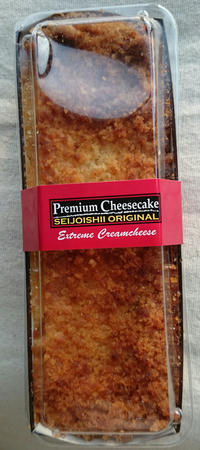 Premium Cheesecake
SEIJOISHII ORIGINAL
Extreme Creamcheese